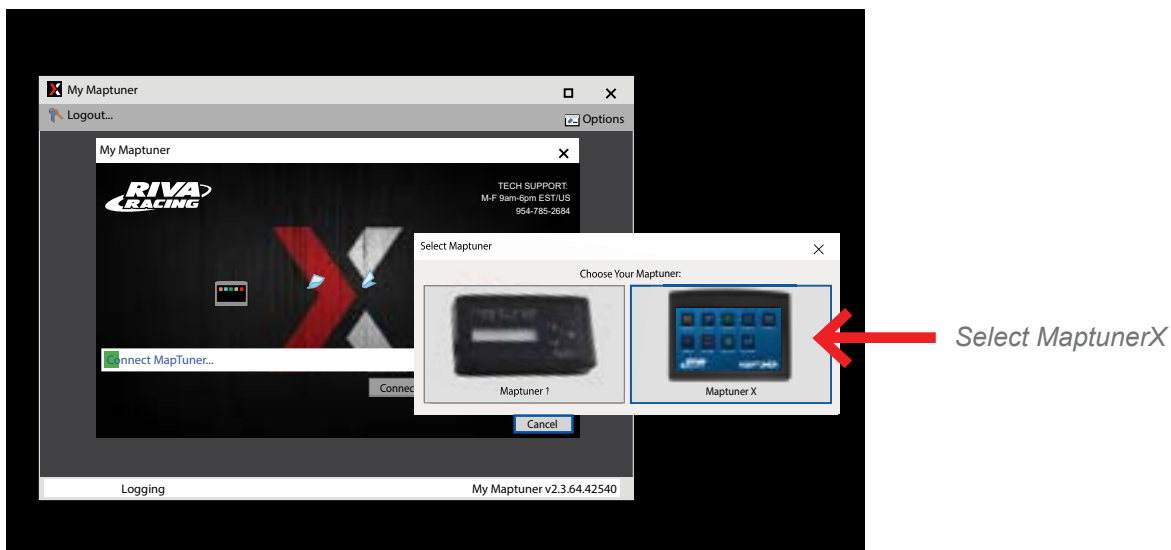 My Maptuner
Logout...
Options
My Maptuner
RIVA
RACING
TECH SUPPORT:
M-F 9am-6pm EST/US
954-785-2684
Select Maptuner
Choose Your Maptuner:
Connect MapTuner...
Connec
Maptuner 1
Maptuner X
Cancel
Logging
My Maptuner v2.3.64.42540
Select MaptunerX